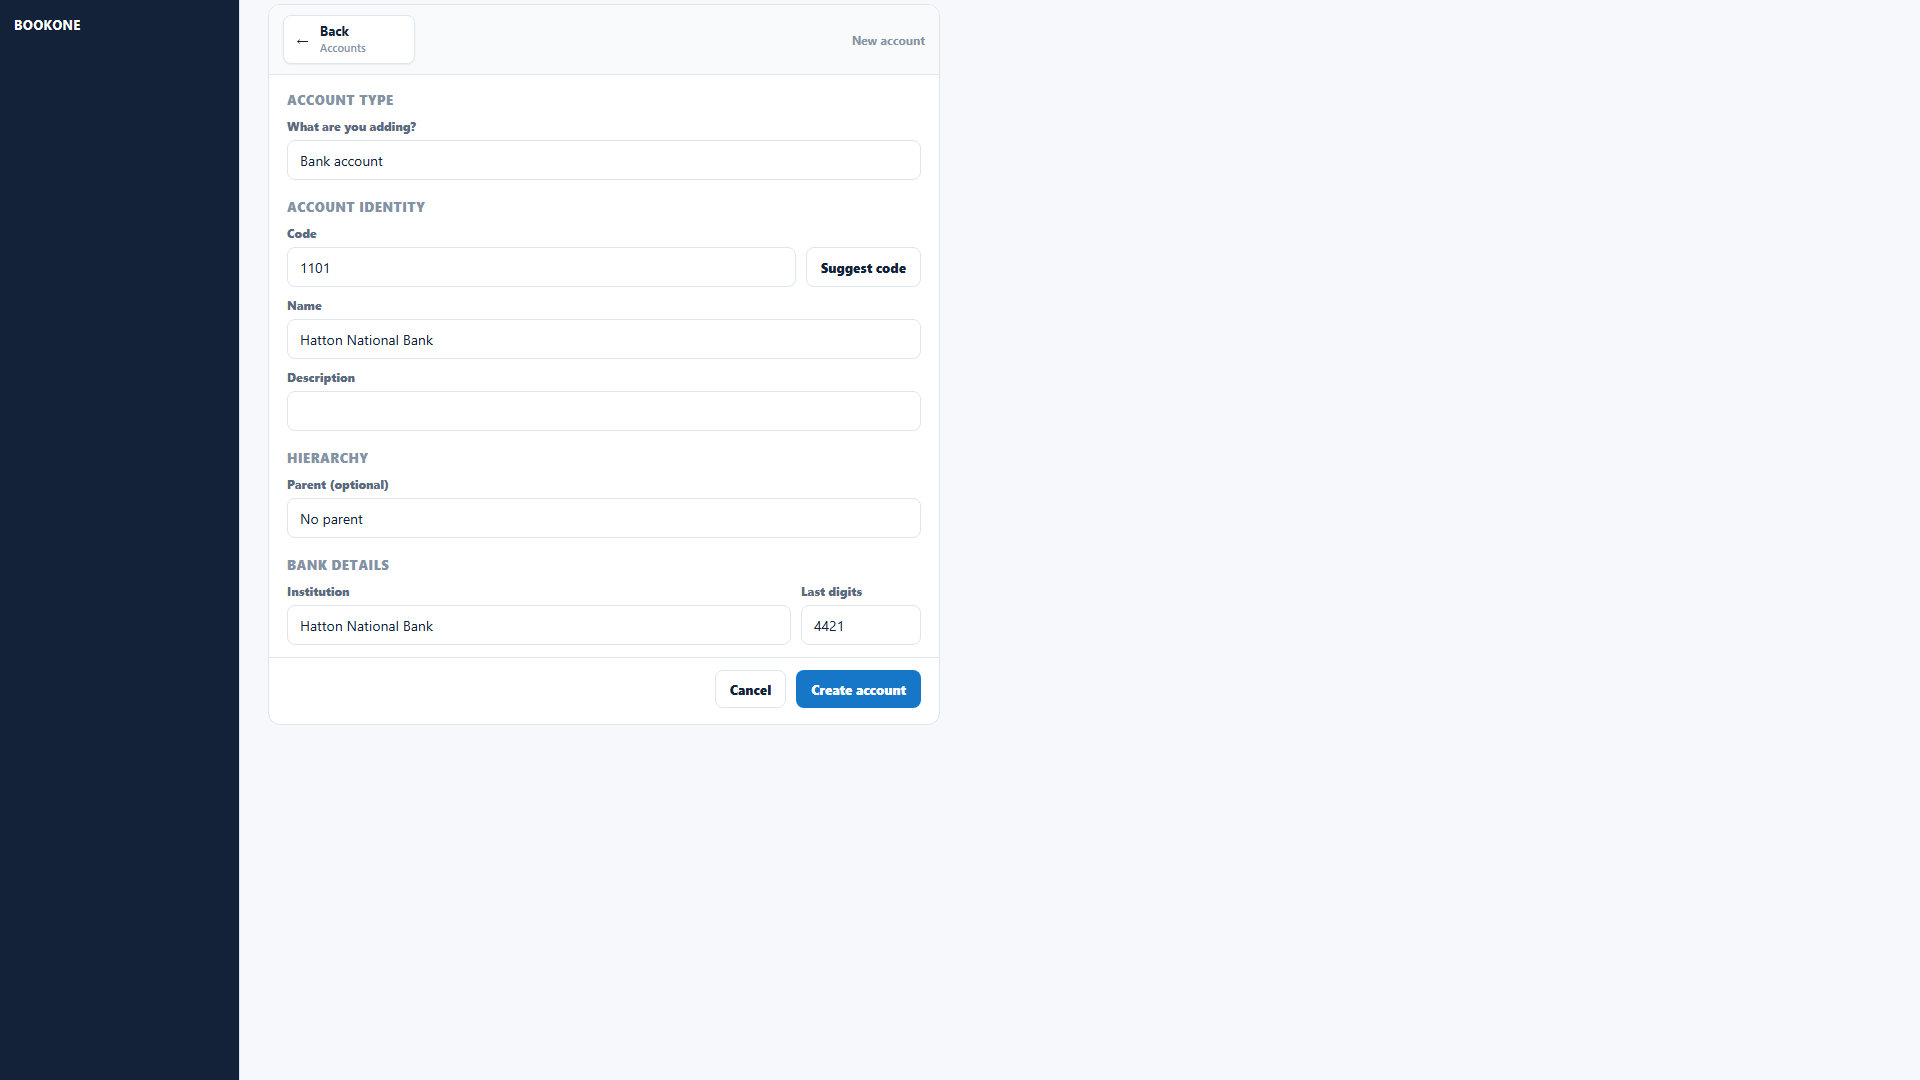 BOOKONE
← Back
Accounts
New account
ACCOUNT TYPE
What are you adding?
Bank account
ACCOUNT IDENTITY
Code
1101
Suggest code
Name
Hatton National Bank
Description
HIERARCHY
Parent (optional)
No parent
BANK DETAILS
Institution
Last digits
Hatton National Bank
4421
Cancel
Create account